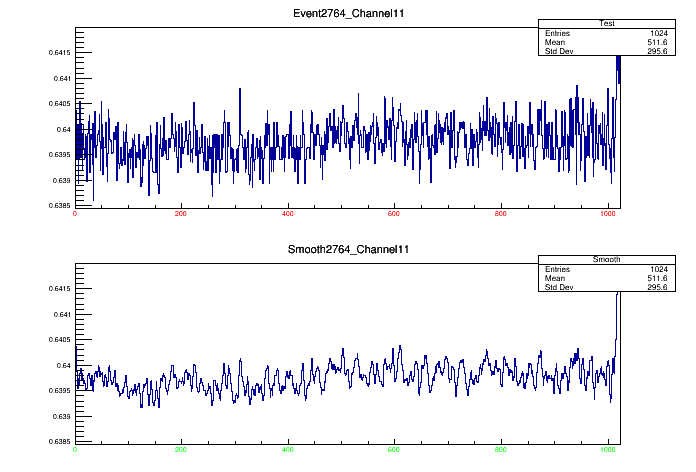 Event2764_Channel11
Test
Entries 1024
Mean 511.6
Std Dev 295.6
0.6415
0.641
0.6405
0.64
0.6395
0.639
0.6385
0 200 400 600 800 1000
Smooth2764_Channel11
Smooth
Entries 1024
Mean 511.6
Std Dev 295.6
0.6415
0.641
0.6405
0.64
0.6395
0.639
0.6385
0 200 400 600 800 1000